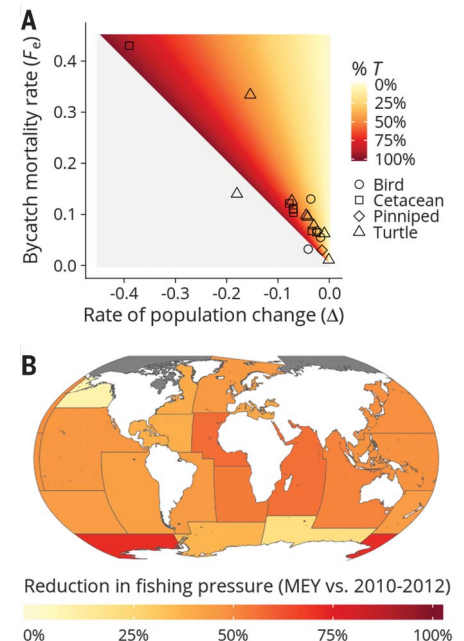 A
Bycatch mortality rate (Fe)
0.4
0.3
0.2
0.1
0.0
-0.4 -0.3 -0.2 -0.1 0.0
Rate of population change (Δ)
% T
0%
25%
50%
75%
100%
Bird
Cetacean
Pinniped
Turtle
B
Reduction in fishing pressure (MEY vs. 2010-2012)
0% 25% 50% 75% 100%